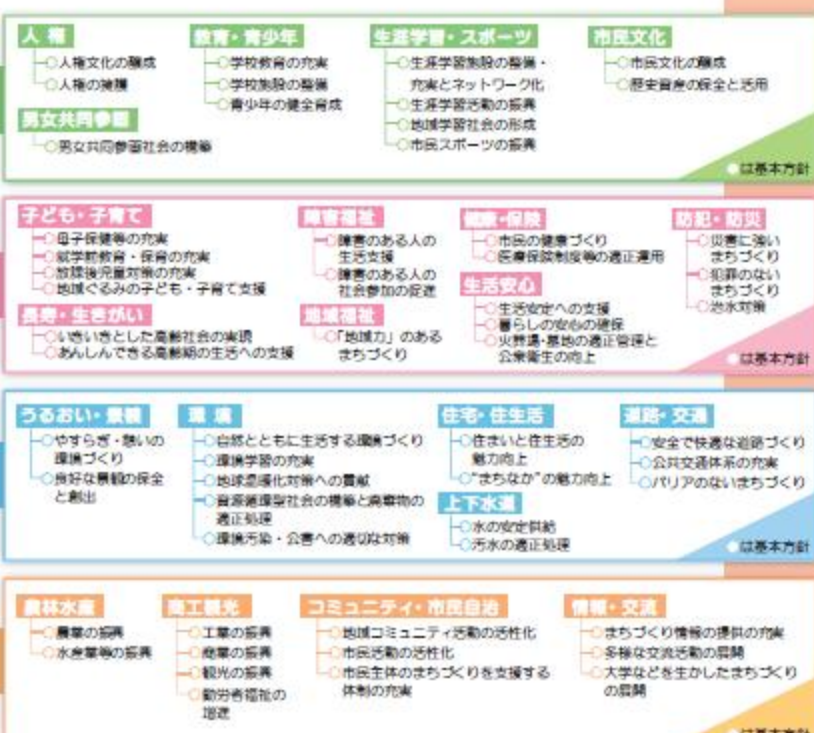 人 権
○人権文化の醸成
○人権の擁護
男女共同参画
○男女共同参画社会の構築
教育・青少年
○学校教育の充実
○学校施設の整備
○青少年の健全育成
生涯学習・スポーツ
○生涯学習施設の整備・
充実とネットワーク化
○生涯学習活動の振興
○地域学習社会の形成
○市民スポーツの振興
市民文化
○市民文化の醸成
○歴史資産の保全と活用
○は基本方針
子ども・子育て
○母子保健等の充実
○就学前教育・保育の充実
○放課後児童対策の充実
○地域ぐるみの子ども・子育て支援
長寿・生きがい
○いきいきとした高齢社会の実現
○あんしんできる高齢期の生活への支援
障害福祉
○障害のある人の
生活支援
○障害のある人の
社会参加の促進
地域福祉
○「地域力」のある
まちづくり
健康・保険
○市民の健康づくり
○医療保険制度等の適正運用
生活安心
○生活安定への支援
○暮らしの安心の確保
○火葬場・墓地の適正管理と
公衆衛生の向上
防犯・防災
○災害に強い
まちづくり
○犯罪のない
まちづくり
○治水対策
○は基本方針
うるおい・景観
○やすらぎ・憩いの
環境づくり
○良好な景観の保全
と創出
環 境
○自然とともに生活する環境づくり
○環境学習の充実
○地球温暖化対策への貢献
○資源循環型社会の構築と廃棄物の
適正処理
○環境汚染・公害への適切な対策
住宅・住生活
○住まいと住生活の
魅力向上
○“まちなか”の魅力向上
上下水道
○水の安定供給
○汚水の適正処理
道路・交通
○安全で快適な道路づくり
○公共交通体系の充実
○バリアのないまちづくり
○は基本方針
農林水産
○農業の振興
○水産業等の振興
商工観光
○工業の振興
○商業の振興
○観光の振興
○勤労者福祉の
増進
コミュニティ・市民自治
○地域コミュニティ活動の活性化
○市民活動の活性化
○市民主体のまちづくりを支援する
体制の充実
情報・交流
○まちづくり情報の提供の充実
○多様な交流活動の展開
○大学などを生かしたまちづくり
の展開
○は基本方針